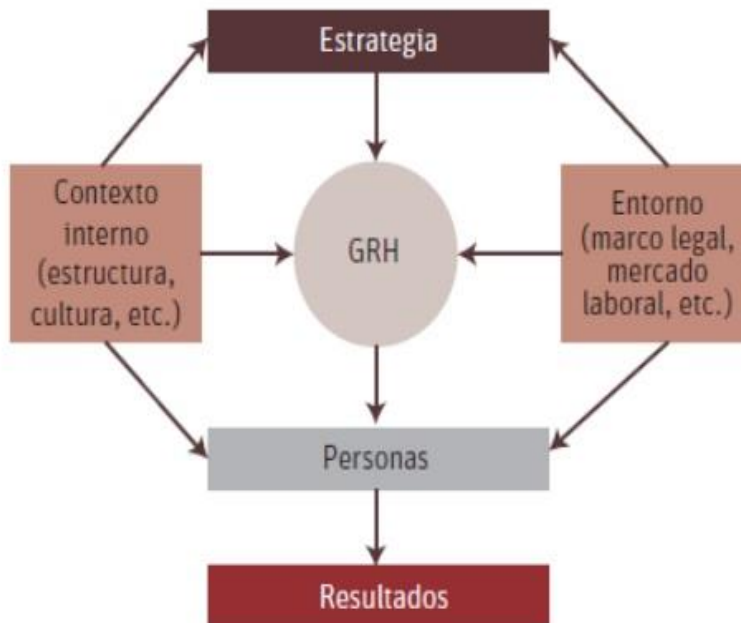 Estrategia
Contexto
interno
(estructura,
cultura, etc.)
GRH
Entorno
(marco legal,
mercado
laboral, etc.)
Personas
Resultados